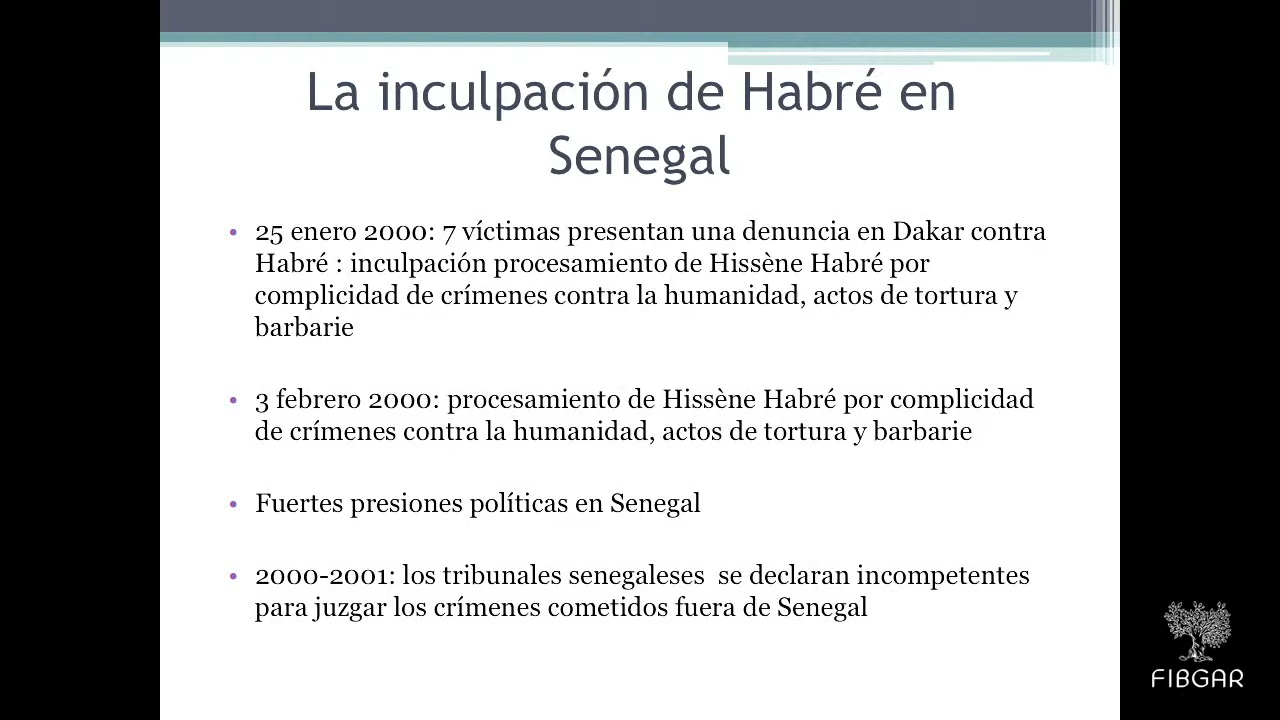 La inculpación de Habré en
Senegal
• 25 enero 2000: 7 víctimas presentan una denuncia en Dakar contra
Habré : inculpación procesamiento de Hissène Habré por
complicidad de crímenes contra la humanidad, actos de tortura y
barbarie
• 3 febrero 2000: procesamiento de Hissène Habré por complicidad
de crímenes contra la humanidad, actos de tortura y barbarie
• Fuertes presiones políticas en Senegal
• 2000-2001: los tribunales senegaleses  se declaran incompetentes
para juzgar los crímenes cometidos fuera de Senegal
FIBGAR